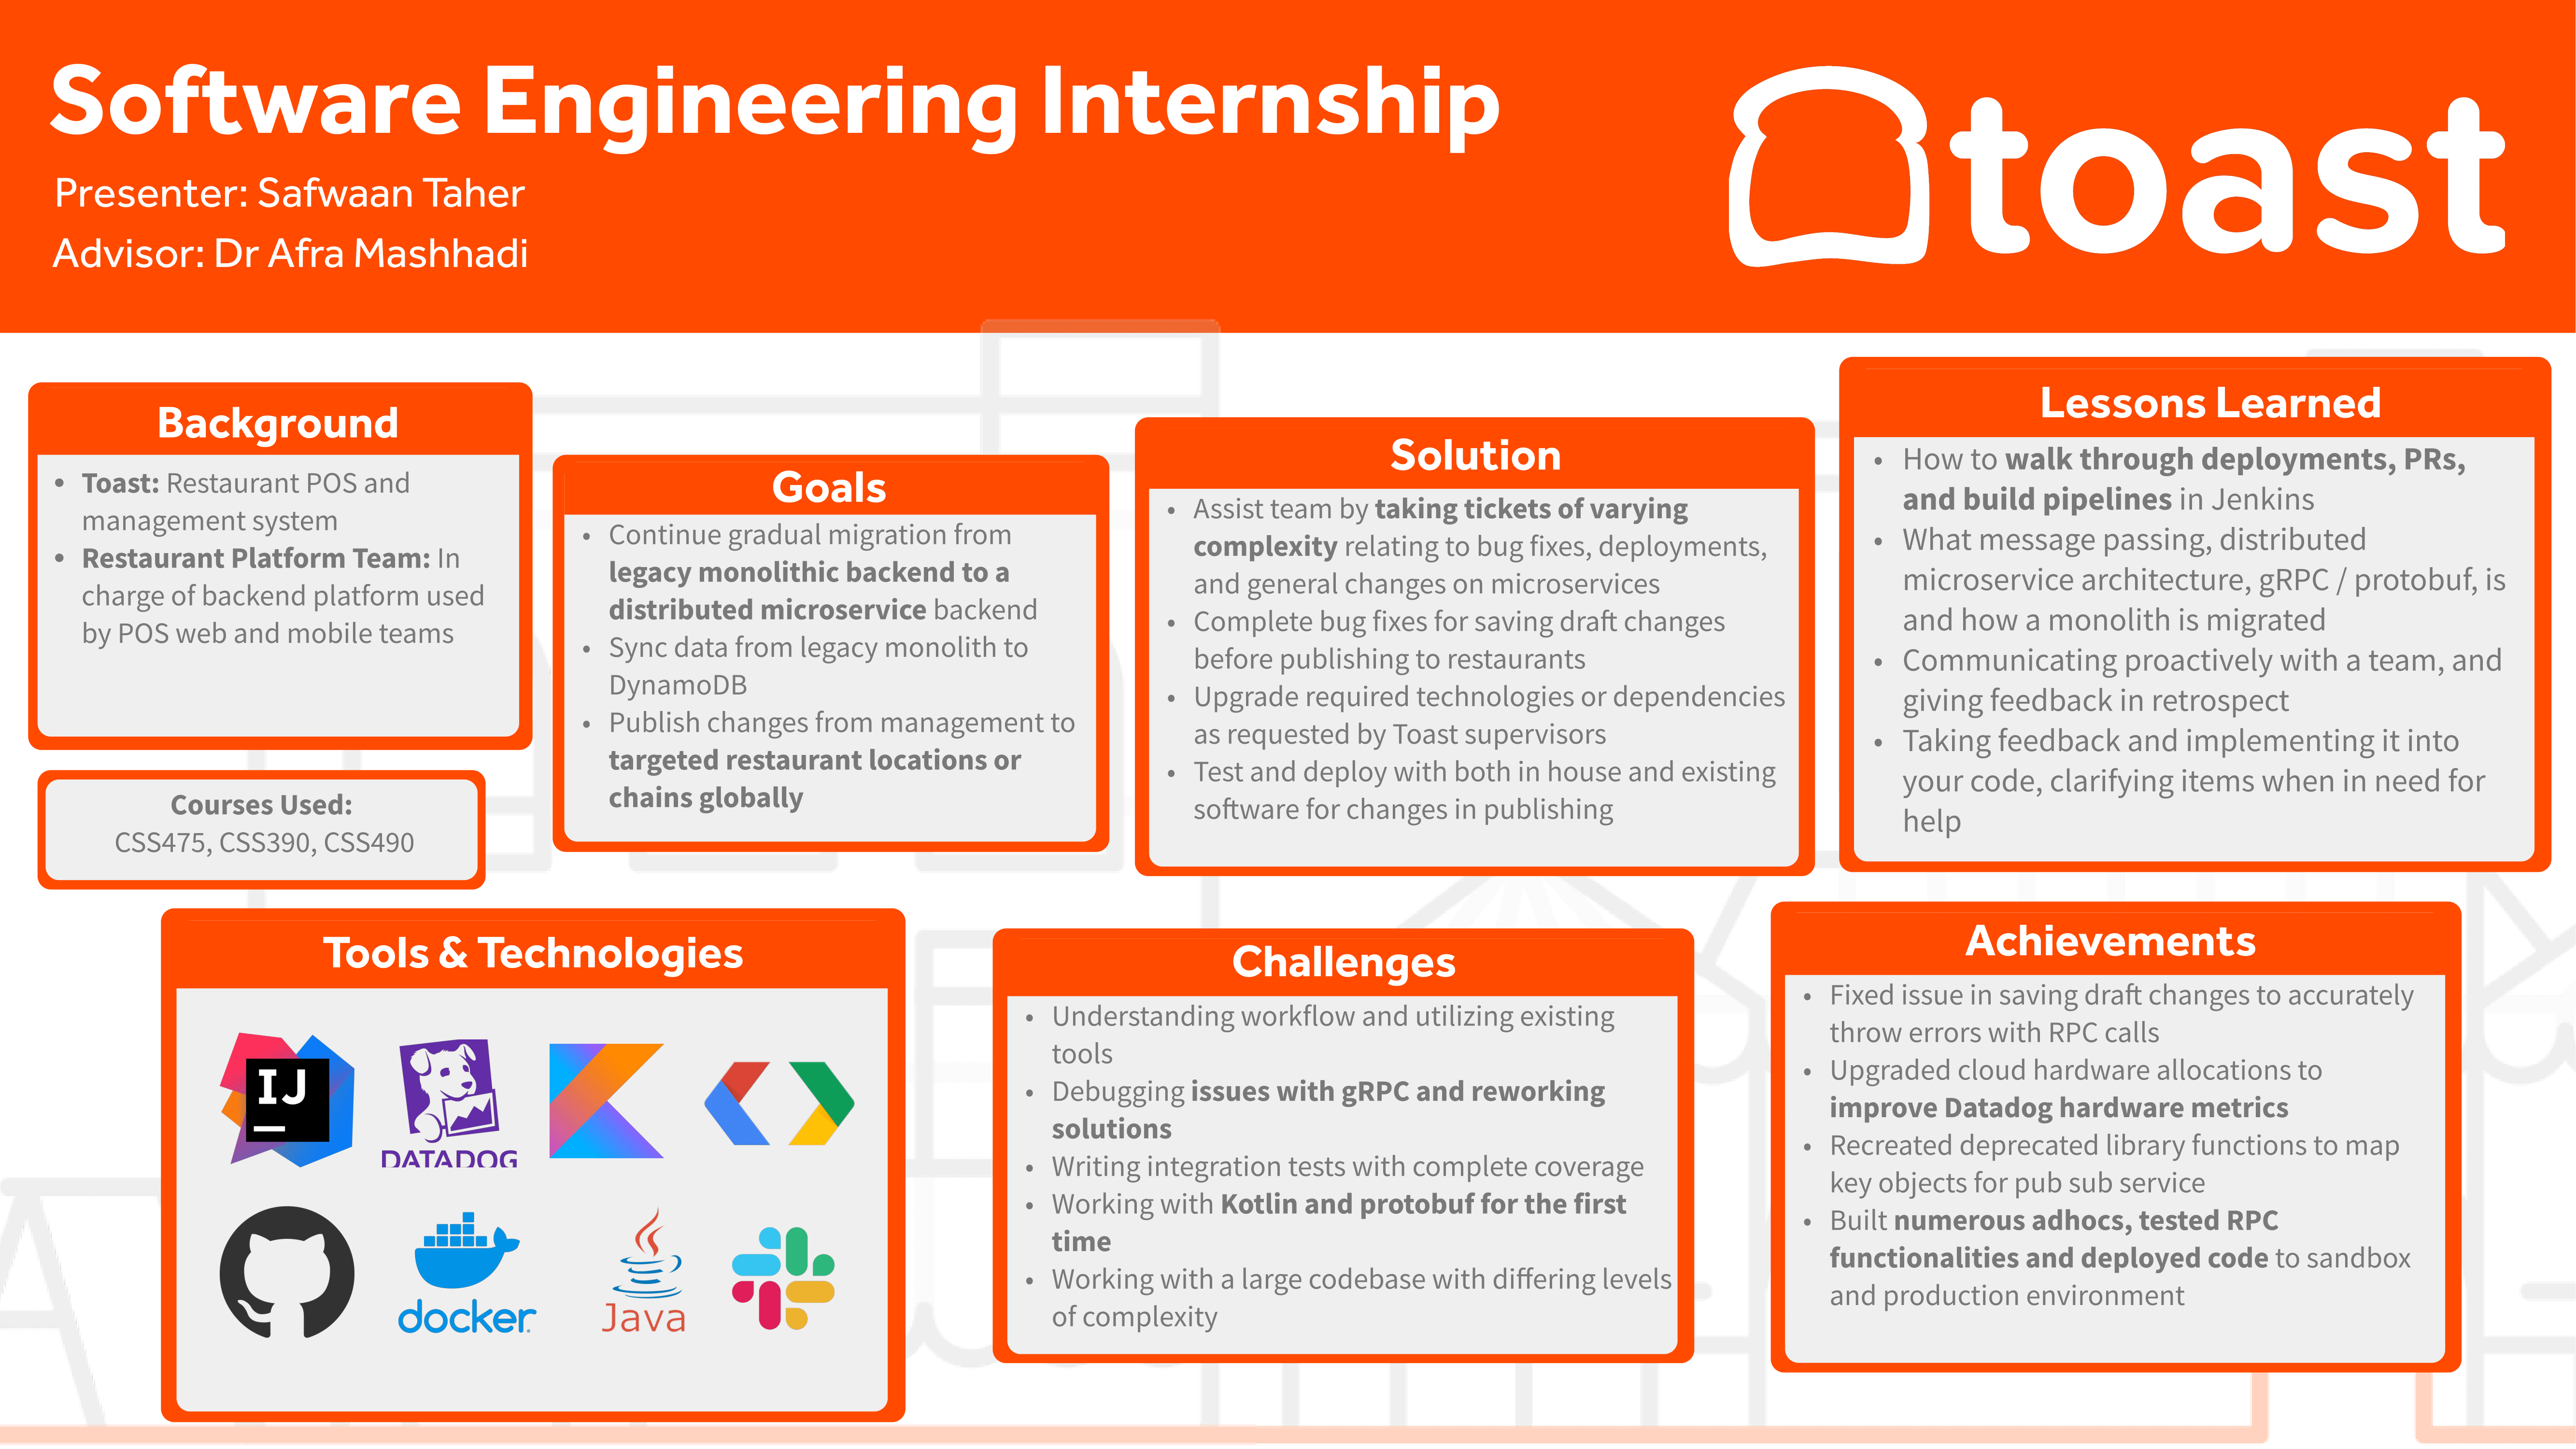 Software Engineering Internship
Presenter: Safwaan Taher
Advisor: Dr Afra Mashhadi
toast
Background
• Toast: Restaurant POS and
management system
• Restaurant Platform Team: In
charge of backend platform used
by POS web and mobile teams
Courses Used:
CSS475, CSS390, CSS490
Goals
• Continue gradual migration from
legacy monolithic backend to a
distributed microservice backend
• Sync data from legacy monolith to
DynamoDB
• Publish changes from management to
targeted restaurant locations or
chains globally
Solution
• Assist team by taking tickets of varying
complexity relating to bug fixes, deployments,
and general changes on microservices
• Complete bug fixes for saving draft changes
before publishing to restaurants
• Upgrade required technologies or dependencies
as requested by Toast supervisors
• Test and deploy with both in house and existing
software for changes in publishing
Lessons Learned
• How to walk through deployments, PRs,
and build pipelines in Jenkins
• What message passing, distributed
microservice architecture, gRPC / protobuf, is
and how a monolith is migrated
• Communicating proactively with a team, and
giving feedback in retrospect
• Taking feedback and implementing it into
your code, clarifying items when in need for
help
Tools & Technologies
IJ
DATADOG
docker.
Java
Challenges
• Understanding workflow and utilizing existing
tools
• Debugging issues with gRPC and reworking
solutions
• Writing integration tests with complete coverage
• Working with Kotlin and protobuf for the first
time
• Working with a large codebase with differing levels
of complexity
Achievements
• Fixed issue in saving draft changes to accurately
throw errors with RPC calls
• Upgraded cloud hardware allocations to
improve Datadog hardware metrics
• Recreated deprecated library functions to map
key objects for pub sub service
• Built numerous adhocs, tested RPC
functionalities and deployed code to sandbox
and production environment